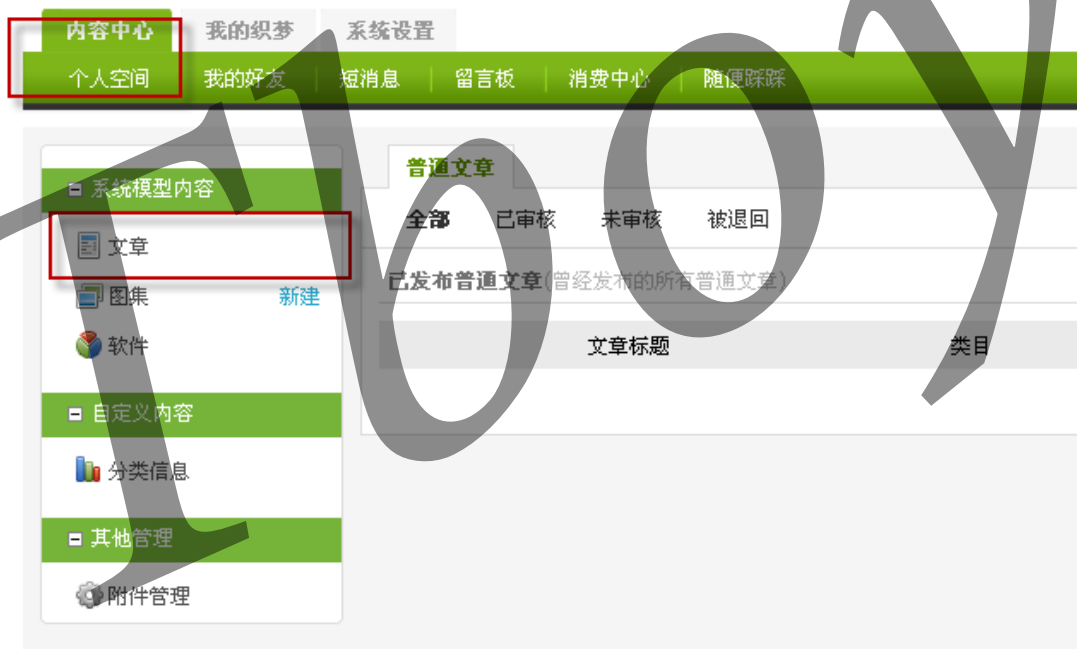 内容中心 我的织梦 系统设置
个人空间 我的好友 短消息 留言板 消费中心 随便踩踩
系统模型内容
文章
图集 新建
软件
自定义内容
分类信息
其他管理
附件管理
普通文章
全部 已审核 未审核 被退回
已发布普通文章(曾经发布的所有普通文章)
文章标题 类目
Tboy